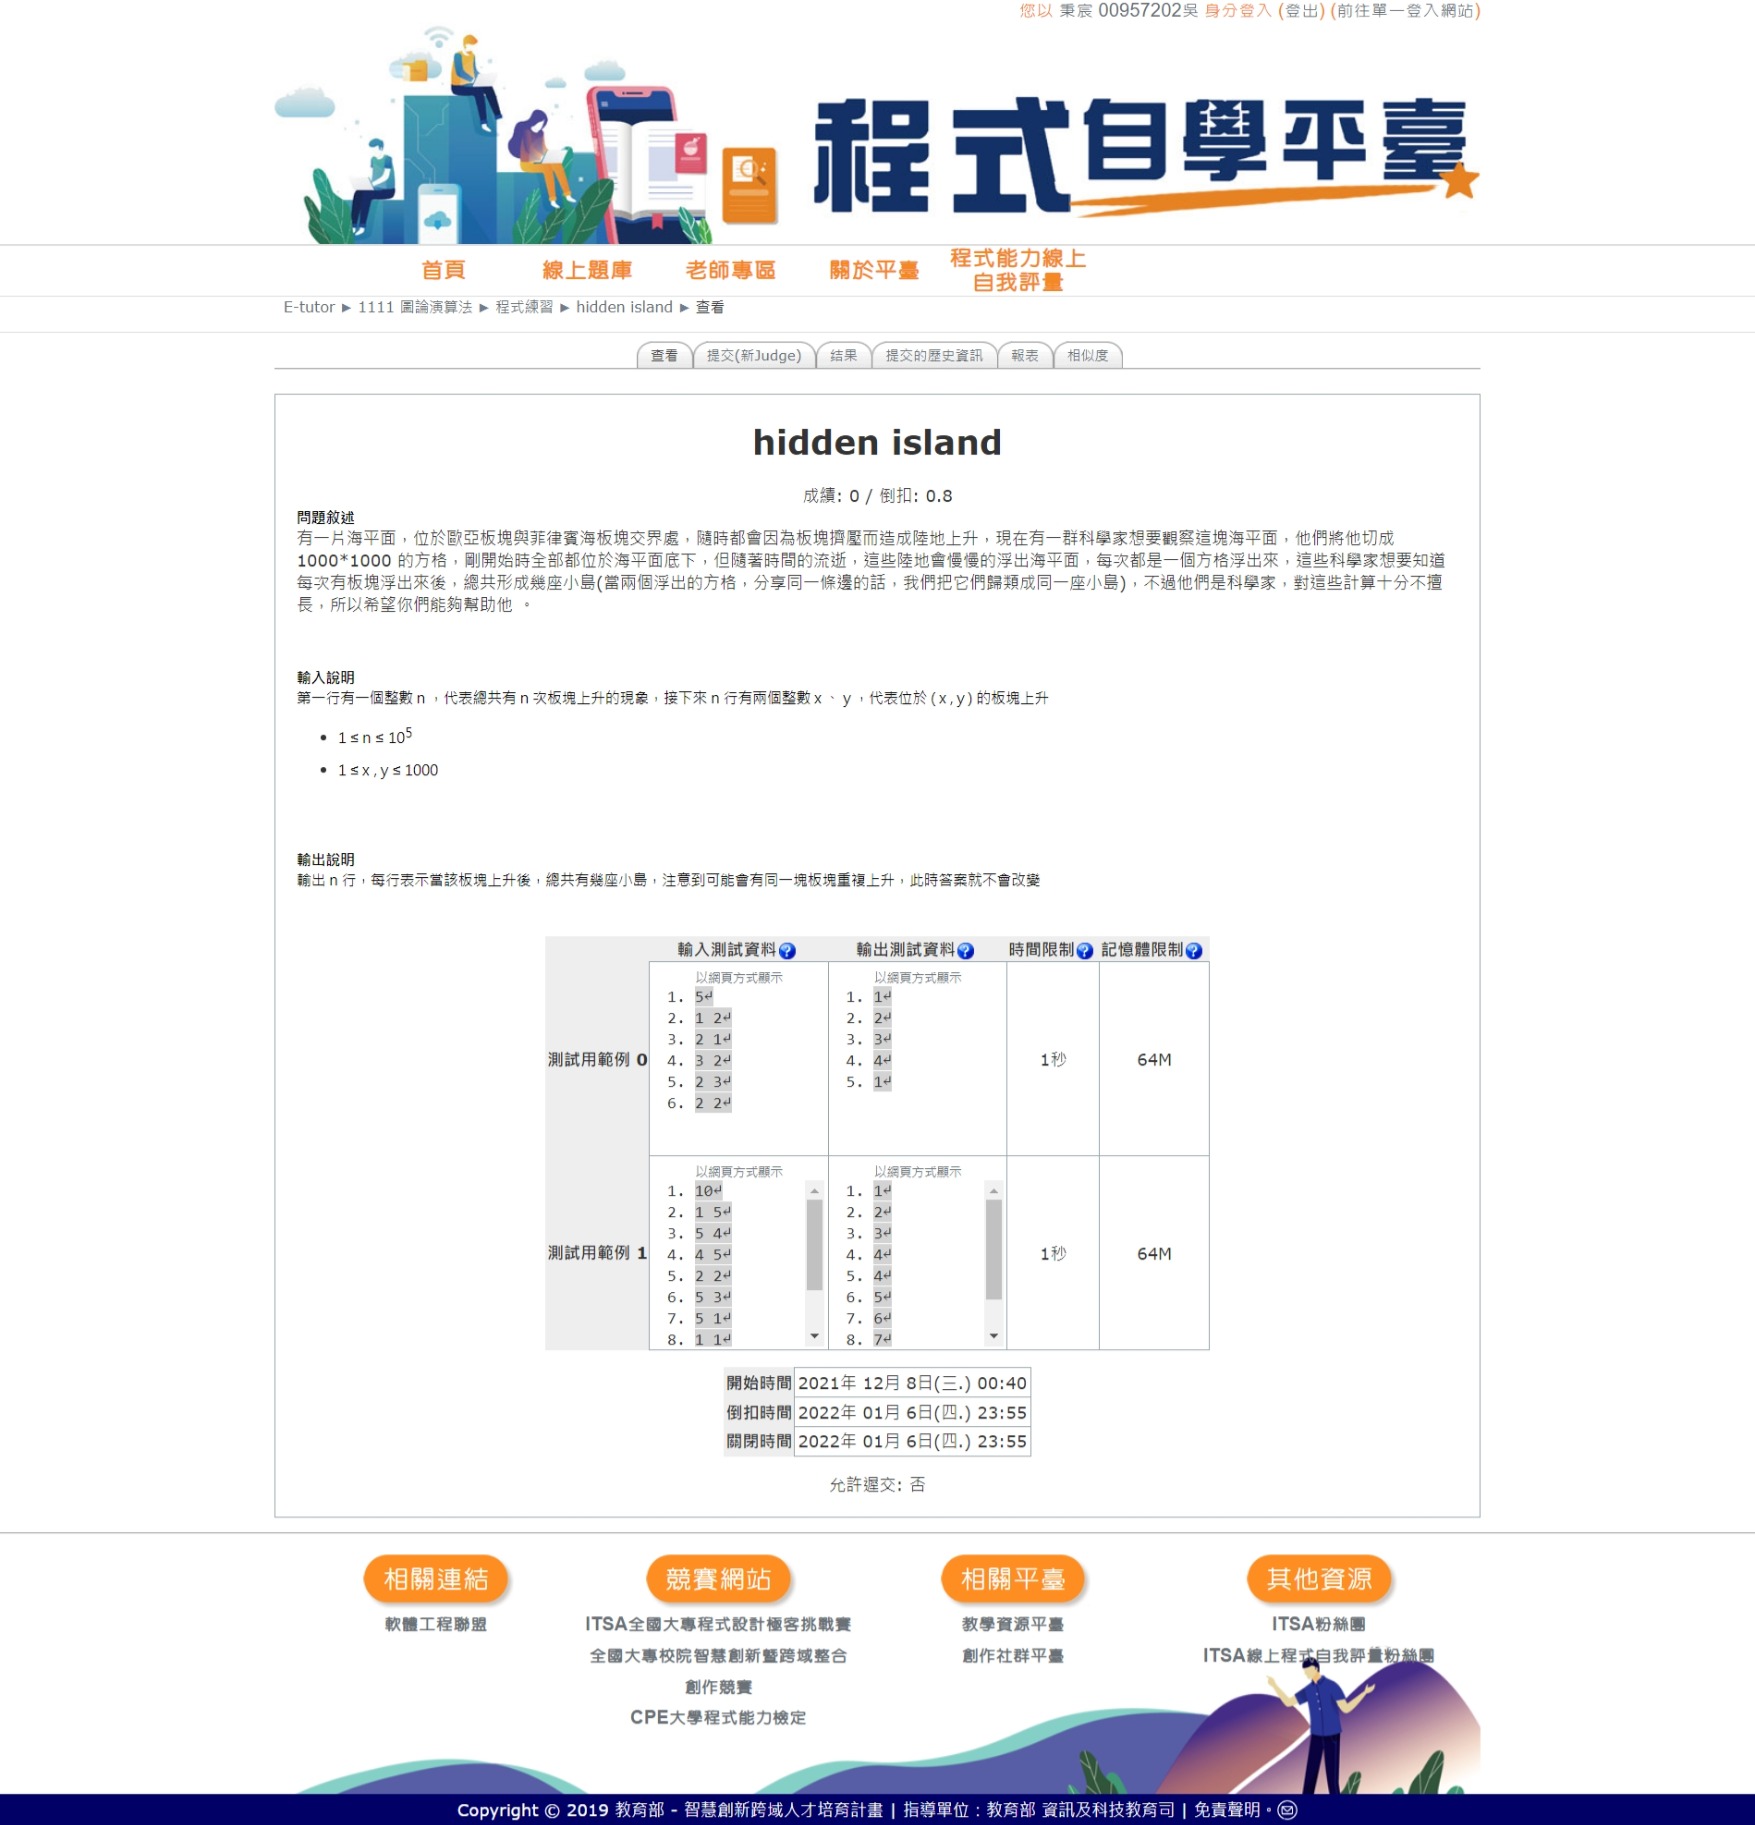 您以 秉宸 00957202吳 身分登入 (登出) (前往單一登入網站)
程式自學平臺
首頁 線上題庫 老師專區 關於平臺 程式能力線上
自我評量
E-tutor ► 1111 圖論演算法 ► 程式練習 ► hidden island ► 查看
查看 提交(新Judge) 結果 提交的歷史資訊 報表 相似度
hidden island
成績: 0 / 倒扣: 0.8
問題敘述
有一片海平面，位於歐亞板塊與菲律賓海板塊交界處，隨時都會因為板塊擠壓而造成陸地上升，現在有一群科學家想要觀察這塊海平面，他們將他切成
1000*1000 的方格，剛開始時全部都位於海平面底下，但隨著時間的流逝，這些陸地會慢慢的浮出海平面，每次都是一個方格浮出來，這些科學家想要知道
每次有板塊浮出來後，總共形成幾座小島(當兩個浮出的方格，分享同一條邊的話，我們把它們歸類成同一座小島)，不過他們是科學家，對這些計算十分不擅
長，所以希望你們能夠幫助他 。
輸入說明
第一行有一個整數 n ，代表總共有 n 次板塊上升的現象，接下來 n 行有兩個整數 x 、 y ，代表位於 ( x , y ) 的板塊上升
• 1 ≤ n ≤ 10⁵
• 1 ≤ x , y ≤ 1000
輸出說明
輸出 n 行，每行表示當該板塊上升後，總共有幾座小島，注意到可能會有同一塊板塊重複上升，此時答案就不會改變
輸入測試資料 輸出測試資料 時間限制 記憶體限制
測試用範例 0
以網頁方式顯示
1. 5↵
2. 1 2↵
3. 2 1↵
4. 3 2↵
5. 2 3↵
6. 2 2↵
以網頁方式顯示
1. 1↵
2. 2↵
3. 3↵
4. 4↵
5. 1↵
1秒
64M
測試用範例 1
以網頁方式顯示
1. 10↵
2. 1 5↵
3. 5 4↵
4. 4 5↵
5. 2 2↵
6. 5 3↵
7. 5 1↵
8. 1 1↵
以網頁方式顯示
1. 1↵
2. 2↵
3. 3↵
4. 4↵
5. 4↵
6. 5↵
7. 6↵
8. 7↵
1秒
64M
開始時間 2021年 12月 8日(三.) 00:40
倒扣時間 2022年 01月 6日(四.) 23:55
關閉時間 2022年 01月 6日(四.) 23:55
允許遲交: 否
相關連結
軟體工程聯盟
競賽網站
ITSA全國大專程式設計極客挑戰賽
全國大專校院智慧創新暨跨域整合
創作競賽
CPE大學程式能力檢定
相關平臺
教學資源平臺
創作社群平臺
其他資源
ITSA粉絲團
ITSA線上程式自我評量粉絲團
Copyright © 2019 教育部 - 智慧創新跨域人才培育計畫 | 指導單位：教育部 資訊及科技教育司 | 免責聲明。